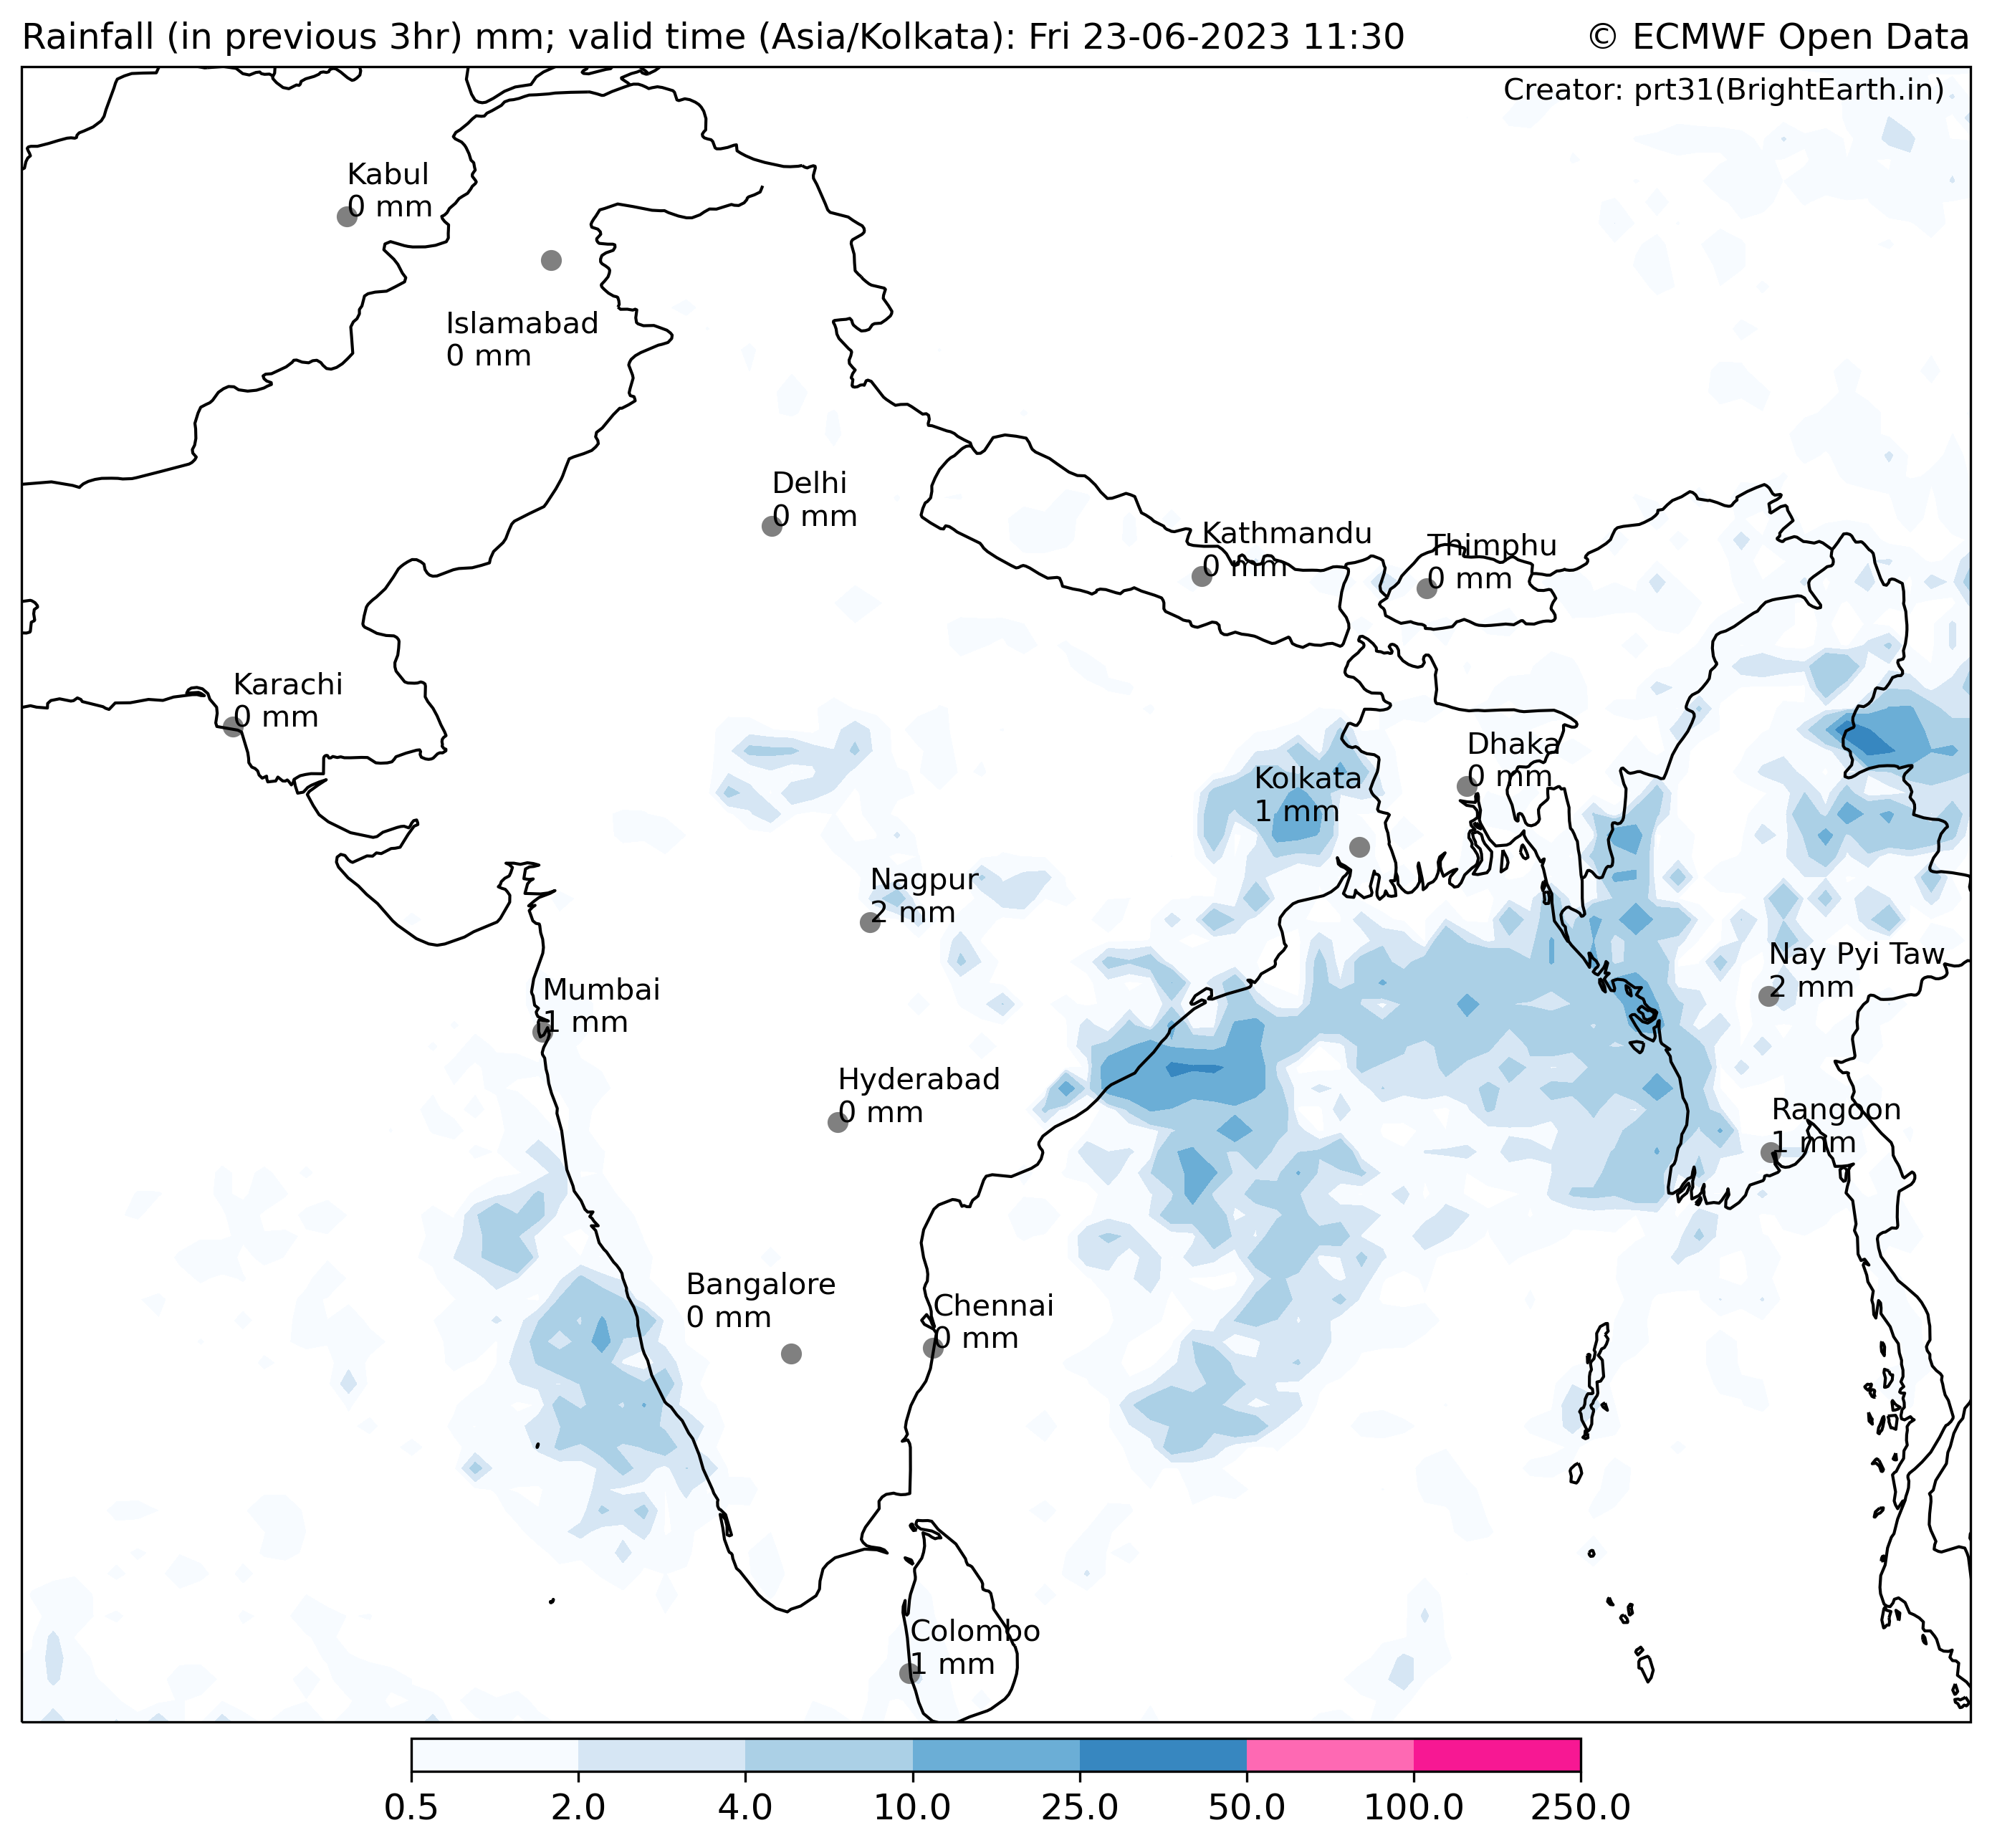 Rainfall (in previous 3hr) mm; valid time (Asia/Kolkata): Fri 23-06-2023 11:30
© ECMWF Open Data
Creator: prt31(BrightEarth.in)
Kabul
0 mm
Islamabad
0 mm
Delhi
0 mm
Kathmandu
0 mm
Thimphu
0 mm
Karachi
0 mm
Dhaka
0 mm
Kolkata
1 mm
Nagpur
2 mm
Nay Pyi Taw
2 mm
Mumbai
1 mm
Hyderabad
0 mm
Rangoon
1 mm
Bangalore
0 mm
Chennai
0 mm
Colombo
1 mm
0.5 2.0 4.0 10.0 25.0 50.0 100.0 250.0